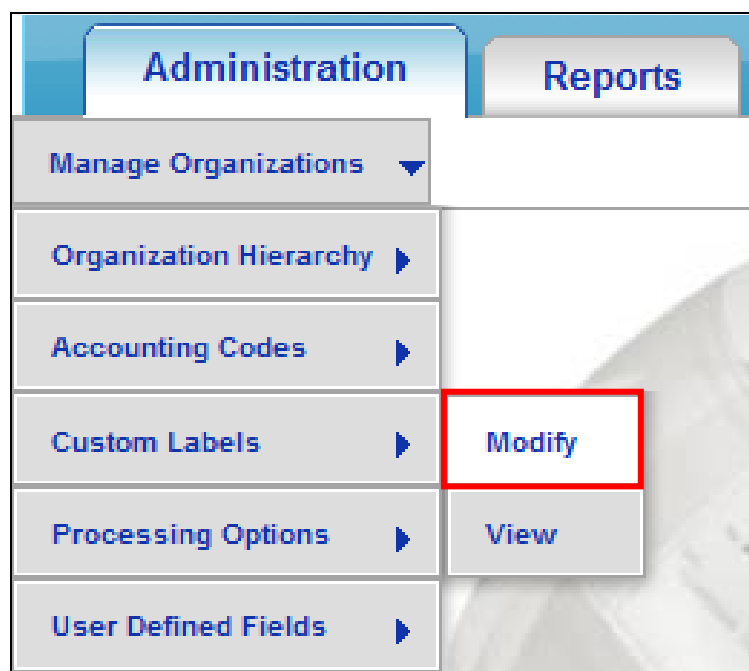 Administration
Reports
Manage Organizations
Organization Hierarchy
Accounting Codes
Custom Labels
Modify
Processing Options
View
User Defined Fields